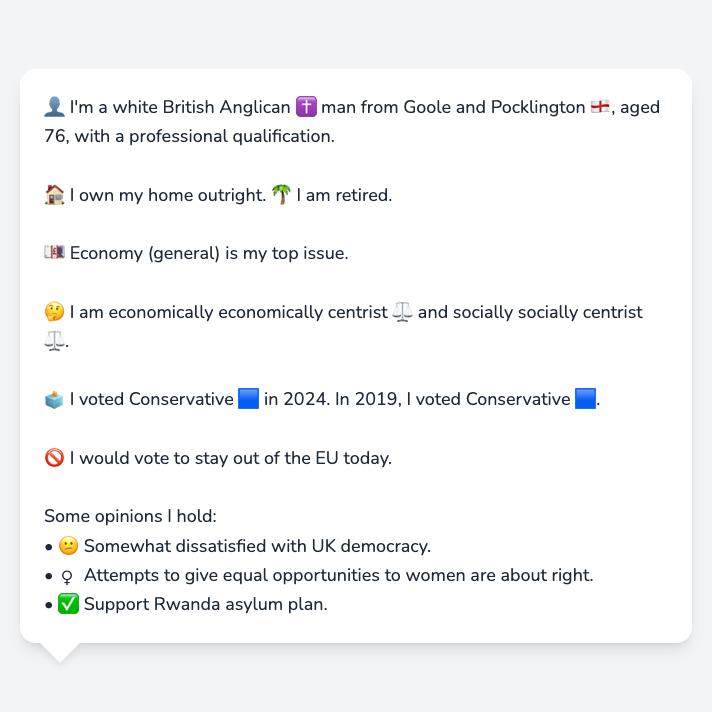 👤 I'm a white British Anglican ✝️ man from Goole and Pocklington 🏴󠁧󠁢󠁥󠁮󠁧󠁿, aged
76, with a professional qualification.
🏠 I own my home outright. 🌴 I am retired.
💷 Economy (general) is my top issue.
🤔 I am economically economically centrist ⚖️ and socially socially centrist
⚖️.
🗳️ I voted Conservative 🟦 in 2024. In 2019, I voted Conservative 🟦.
🚫 I would vote to stay out of the EU today.
Some opinions I hold:
• 😕 Somewhat dissatisfied with UK democracy.
• ♀ Attempts to give equal opportunities to women are about right.
• ✅ Support Rwanda asylum plan.